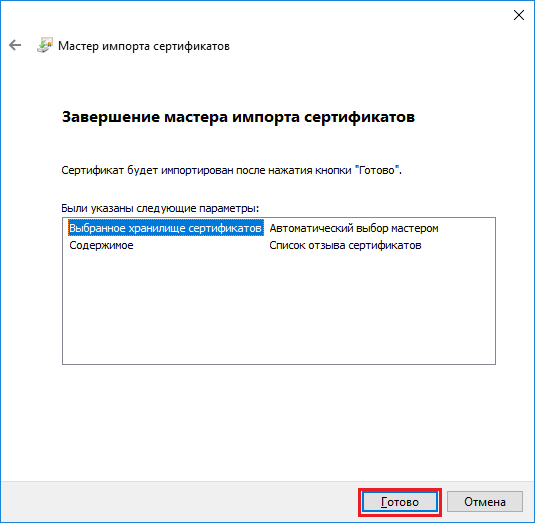 Мастер импорта сертификатов
Завершение мастера импорта сертификатов
Сертификат будет импортирован после нажатия кнопки "Готово".
Были указаны следующие параметры:
Выбранное хранилище сертификатов Автоматический выбор мастером
Содержимое Список отзыва сертификатов
Готово Отмена